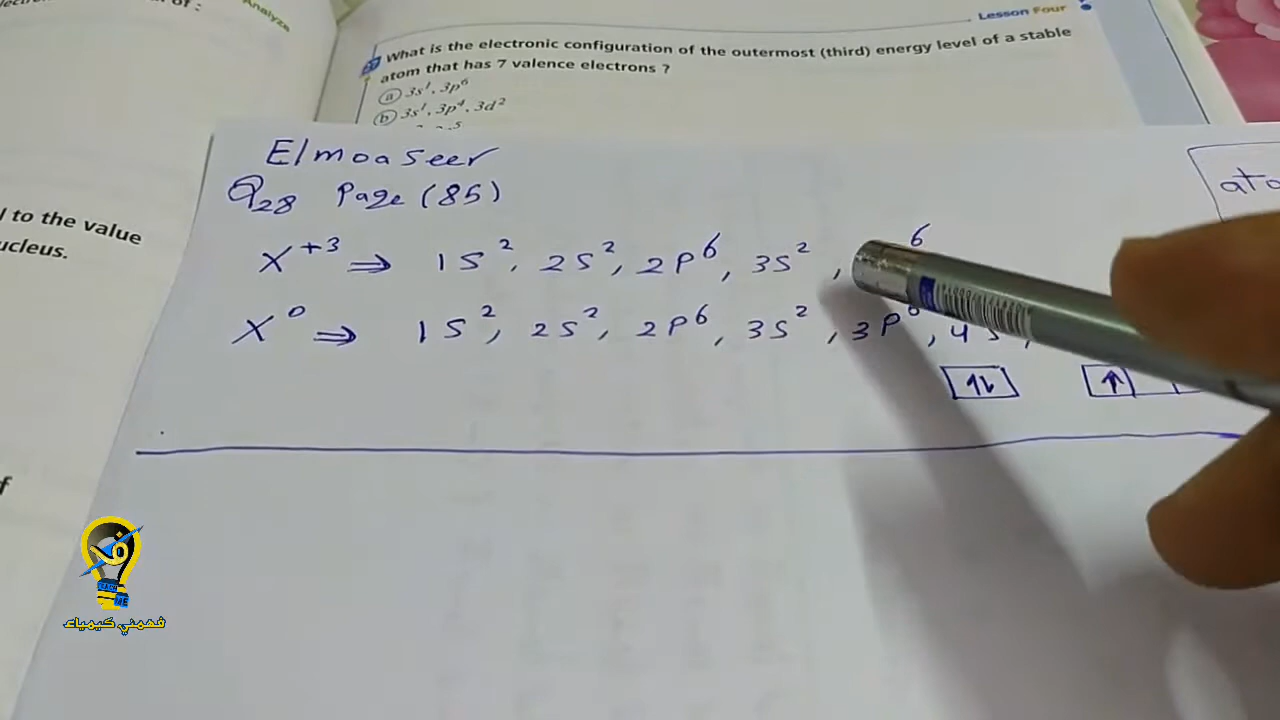 Analyze
Lesson Four
What is the electronic configuration of the outermost (third) energy level of a stable
atom that has 7 valence electrons ?
a 3s¹, 3p⁶
b 3s¹, 3p⁴, 3d²
l to the value
ucleus.
f
Elmoaseer
Q28 Page (85)
X⁺³ ⇒ 1S², 2S², 2P⁶, 3S², ⁶
X⁰ ⇒ 1S², 2S², 2P⁶, 3S², 3P⁶, 4S
↑↓ ↑
ato
فهمني كيمياء